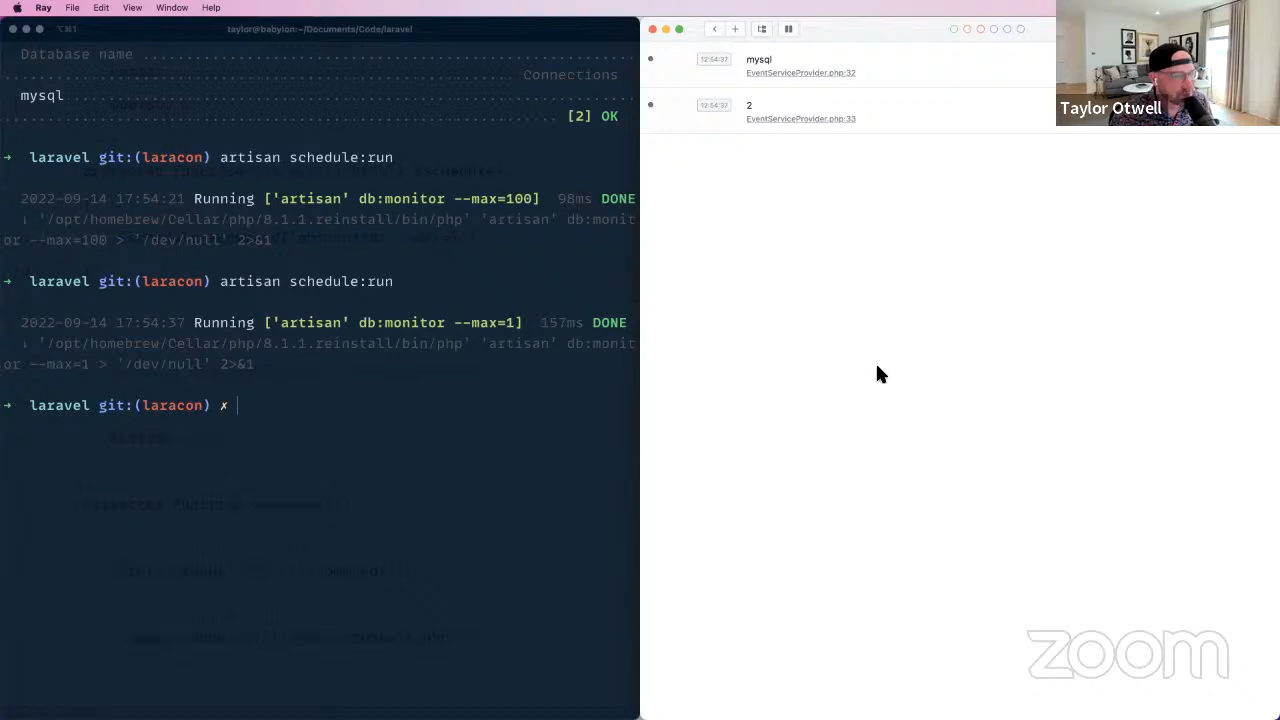 Ray File Edit View Window Help
⌥⌘1
taylor@babylon:~/Documents/Code/laravel
Database name
Connections
mysql
[2] OK
→ laravel git:(laracon) artisan schedule:run
2022-09-14 17:54:21 Running ['artisan' db:monitor --max=100] 98ms DONE
↓ '/opt/homebrew/Cellar/php/8.1.1.reinstall/bin/php' 'artisan' db:monit
or --max=100 > '/dev/null' 2>&1
→ laravel git:(laracon) artisan schedule:run
2022-09-14 17:54:37 Running ['artisan' db:monitor --max=1] 157ms DONE
↓ '/opt/homebrew/Cellar/php/8.1.1.reinstall/bin/php' 'artisan' db:monit
or --max=1 > '/dev/null' 2>&1
→ laravel git:(laracon) ✗
12:54:37 mysql
EventServiceProvider.php:32
12:54:37 2
EventServiceProvider.php:33
Taylor Otwell
zoom